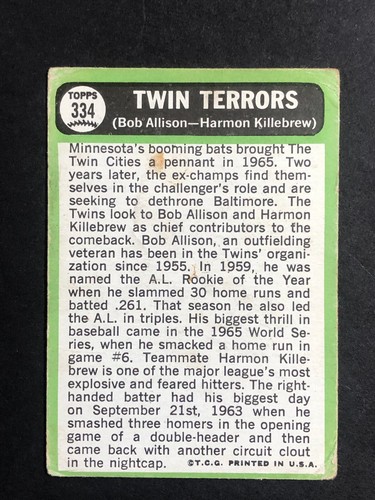 TOPPS
334
TWIN TERRORS
(Bob Allison—Harmon Killebrew)
Minnesota's booming bats brought The
Twin Cities a pennant in 1965. Two
years later, the ex-champs find them-
selves in the challenger's role and are
seeking to dethrone Baltimore. The
Twins look to Bob Allison and Harmon
Killebrew as chief contributors to the
comeback. Bob Allison, an outfielding
veteran has been in the Twins' organi-
zation since 1955. In 1959, he was
named the A.L. Rookie of the Year
when he slammed 30 home runs and
batted .261. That season he also led
the A.L. in triples. His biggest thrill in
baseball came in the 1965 World Se-
ries, when he smacked a home run in
game #6. Teammate Harmon Kille-
brew is one of the major league's most
explosive and feared hitters. The right-
handed batter had his biggest day
on September 21st, 1963 when he
smashed three homers in the opening
game of a double-header and then
came back with another circuit clout
in the nightcap. ©T.C.G. PRINTED IN U.S.A.